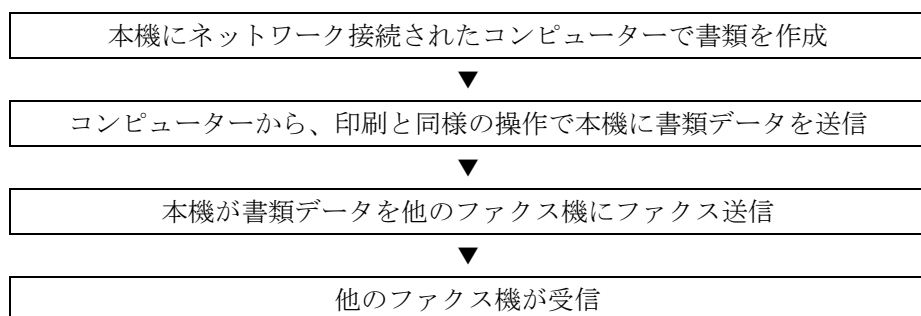 本機にネットワーク接続されたコンピューターで書類を作成
▼
コンピューターから、印刷と同様の操作で本機に書類データを送信
▼
本機が書類データを他のファクス機にファクス送信
▼
他のファクス機が受信